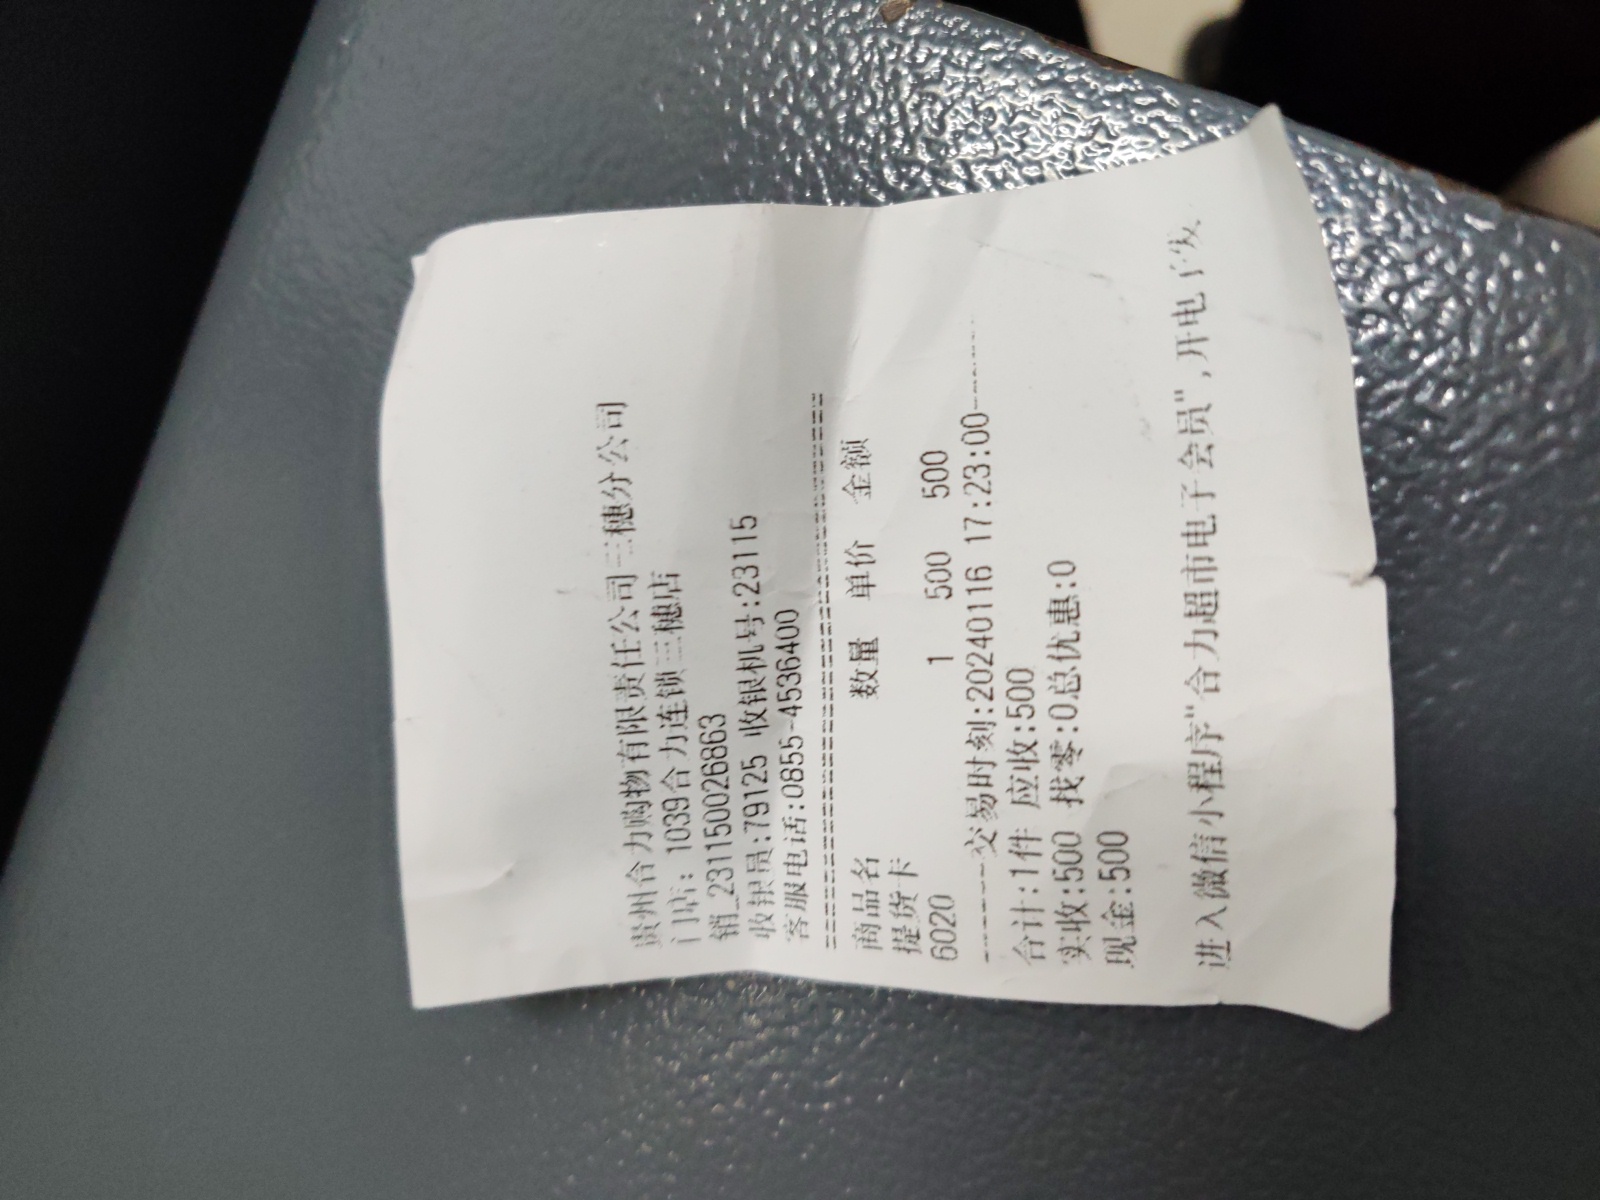 贵州合力购物有限责任公司三穗分公司
门店: 1039合力连锁三穗店
销_231150026863
收银员:79125 收银机号:23115
客服电话:0855-4536400
商品名 数量 单价 金额
提货卡
6020 1 500 500
交易时刻:20240116 17:23:00
合计:1件 应收:500
实收:500 找零:0总优惠:0
现金:500
进入微信小程序"合力超市电子会员",开电子发